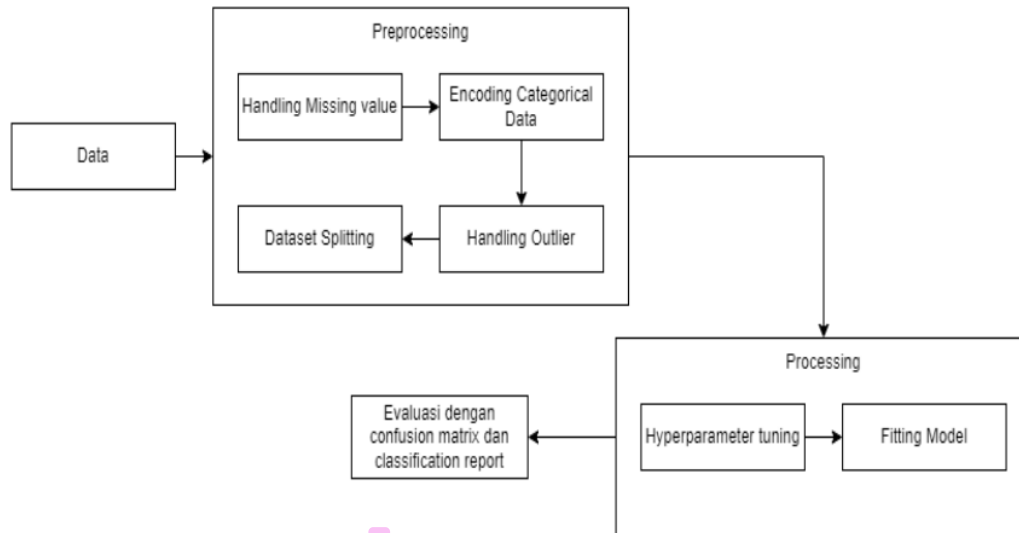 Preprocessing
Handling Missing value
Encoding Categorical
Data
Data
Dataset Splitting
Handling Outlier
Processing
Evaluasi dengan
confusion matrix dan
classification report
Hyperparameter tuning
Fitting Model